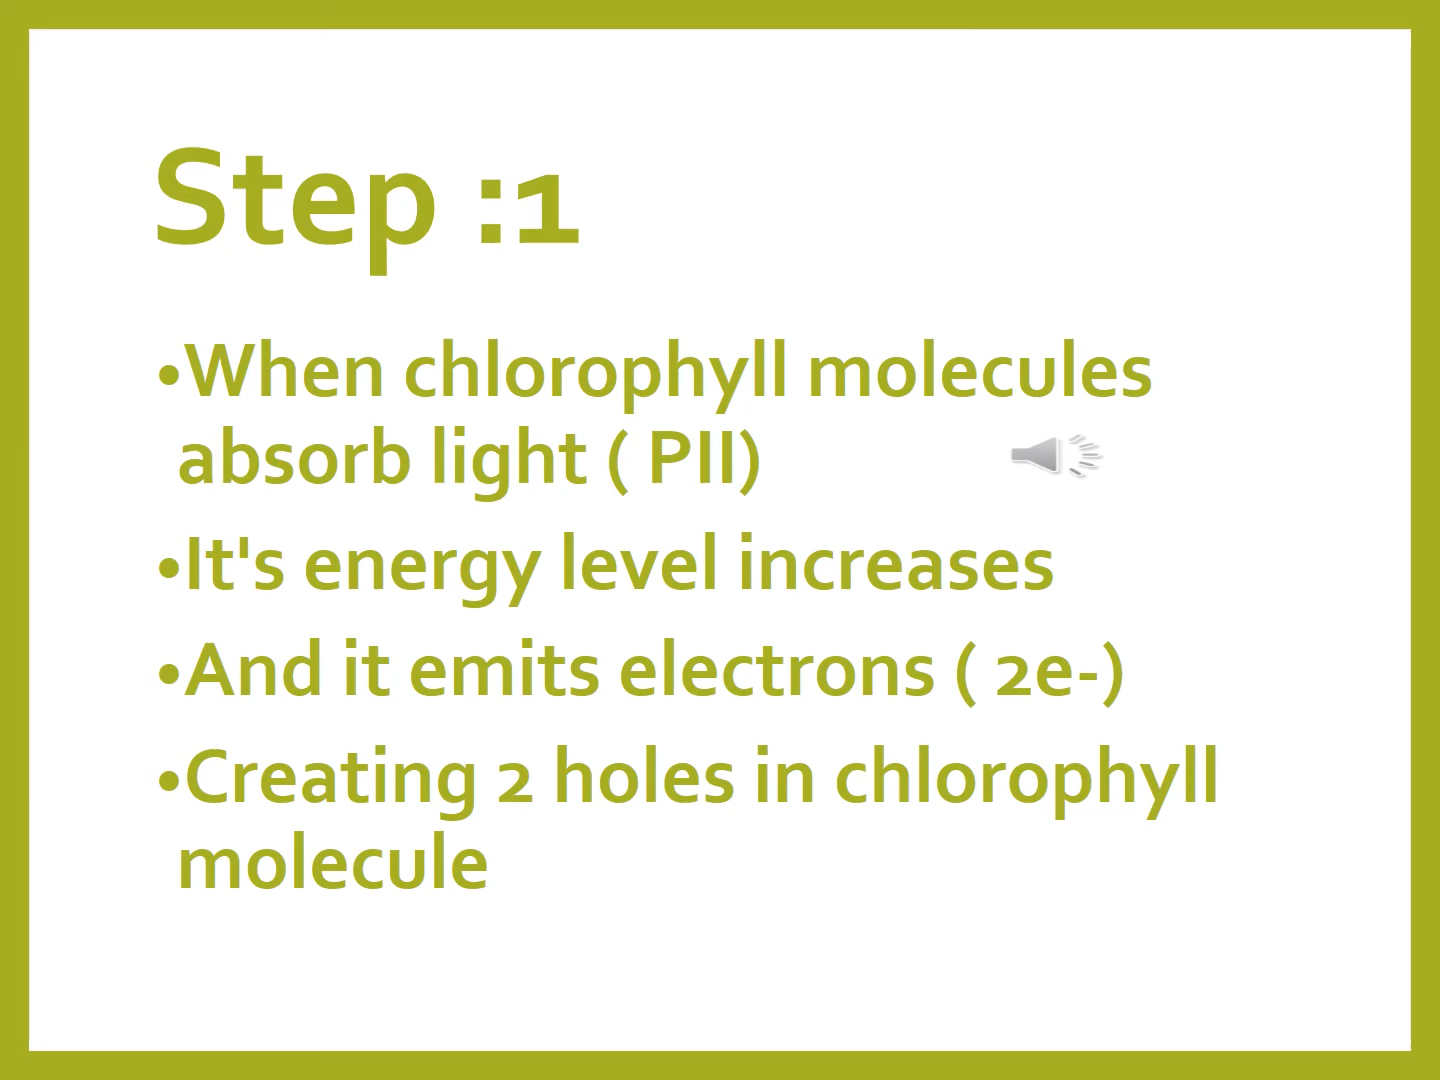 Step :1
•When chlorophyll molecules
absorb light ( PII)
•It's energy level increases
•And it emits electrons ( 2e-)
•Creating 2 holes in chlorophyll
molecule